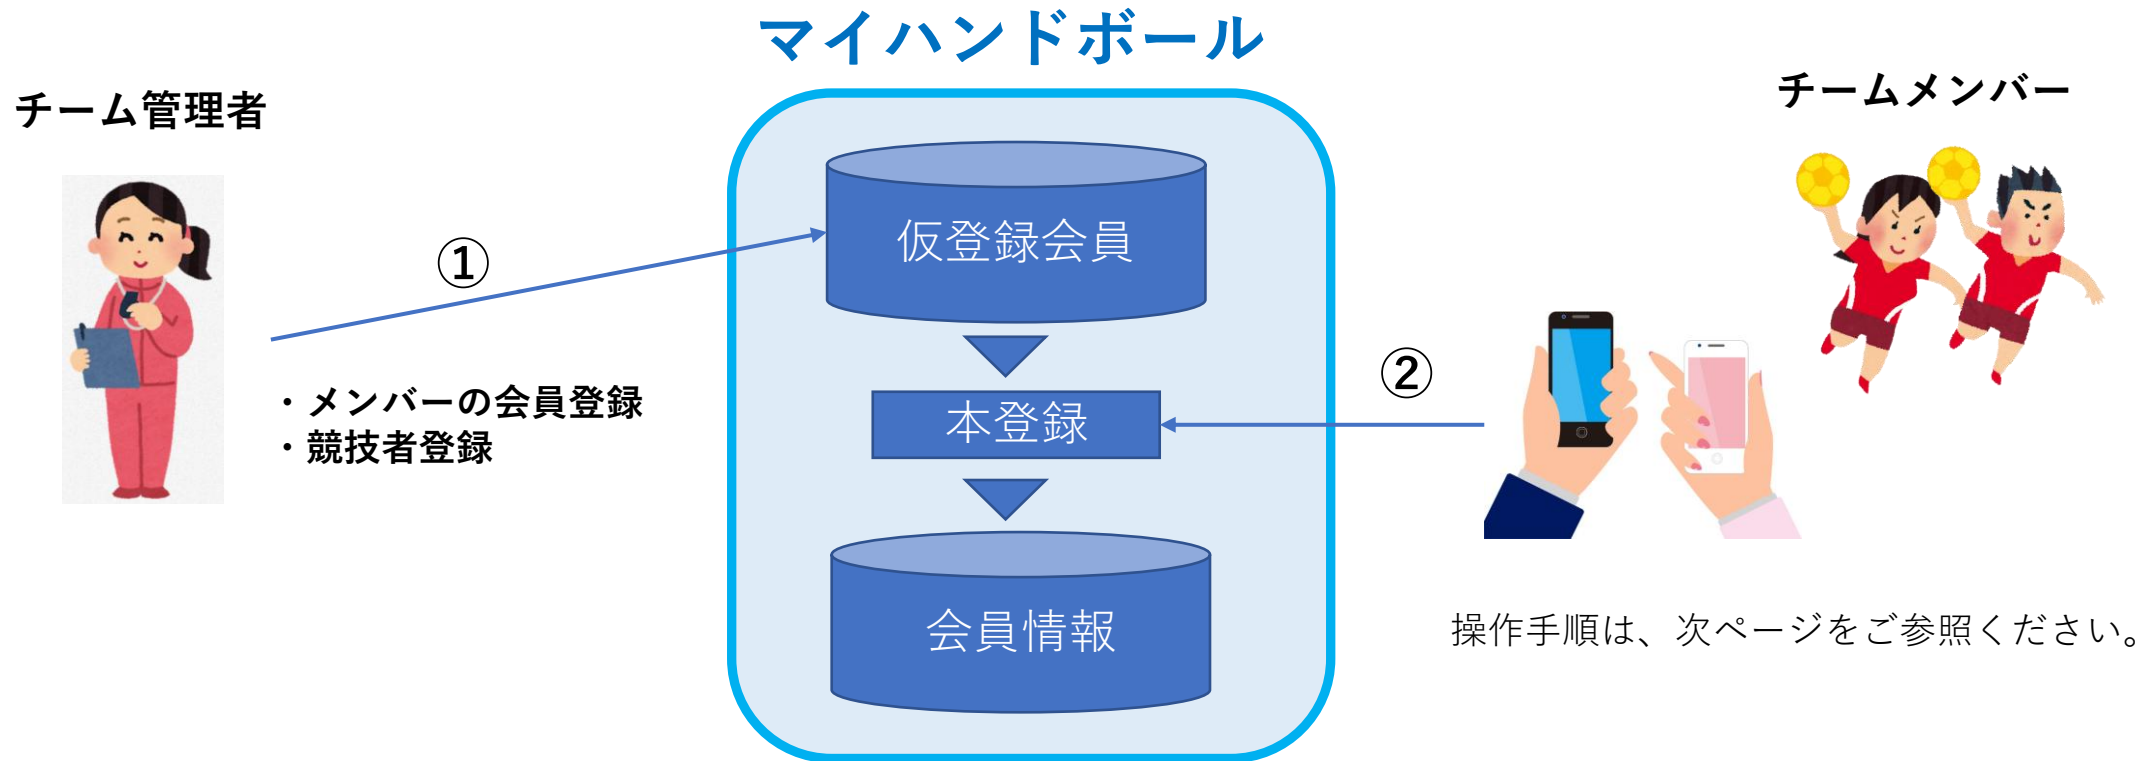 マイハンドボール
チーム管理者
チームメンバー
①
仮登録会員
・メンバーの会員登録
・競技者登録
②
本登録
会員情報
操作手順は、次ページをご参照ください。